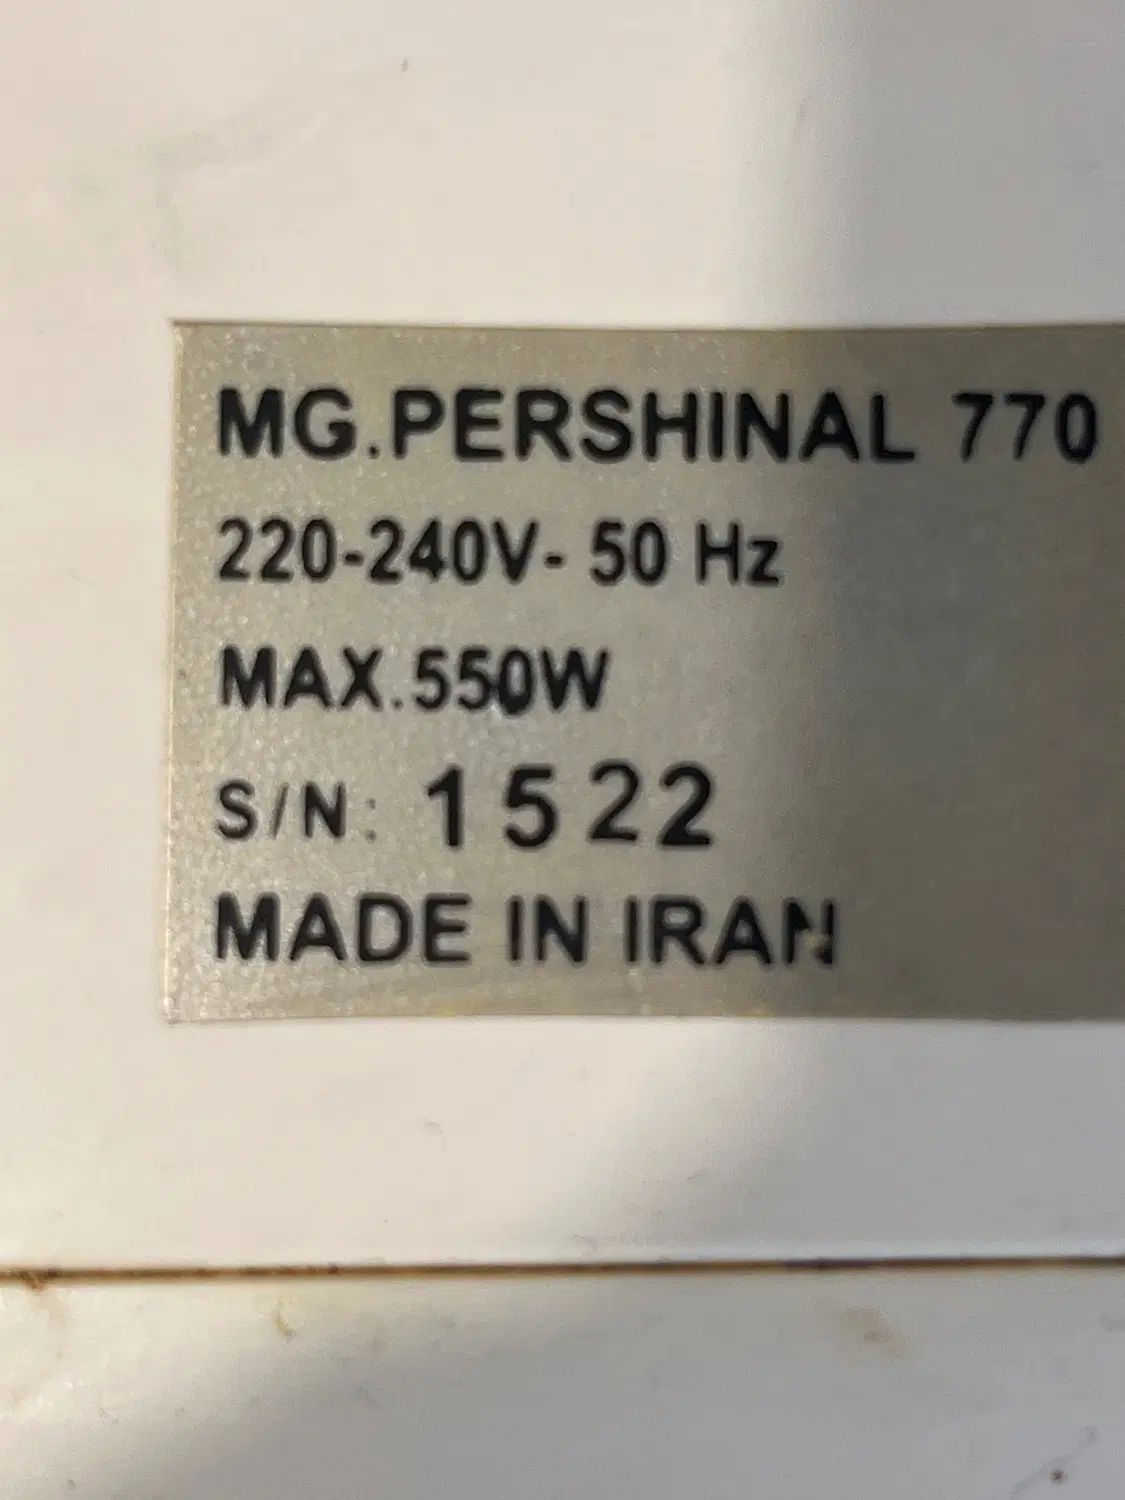 MG.PERSHINAL 770
220-240V- 50 Hz
MAX.550W
S/N: 1522
MADE IN IRAN